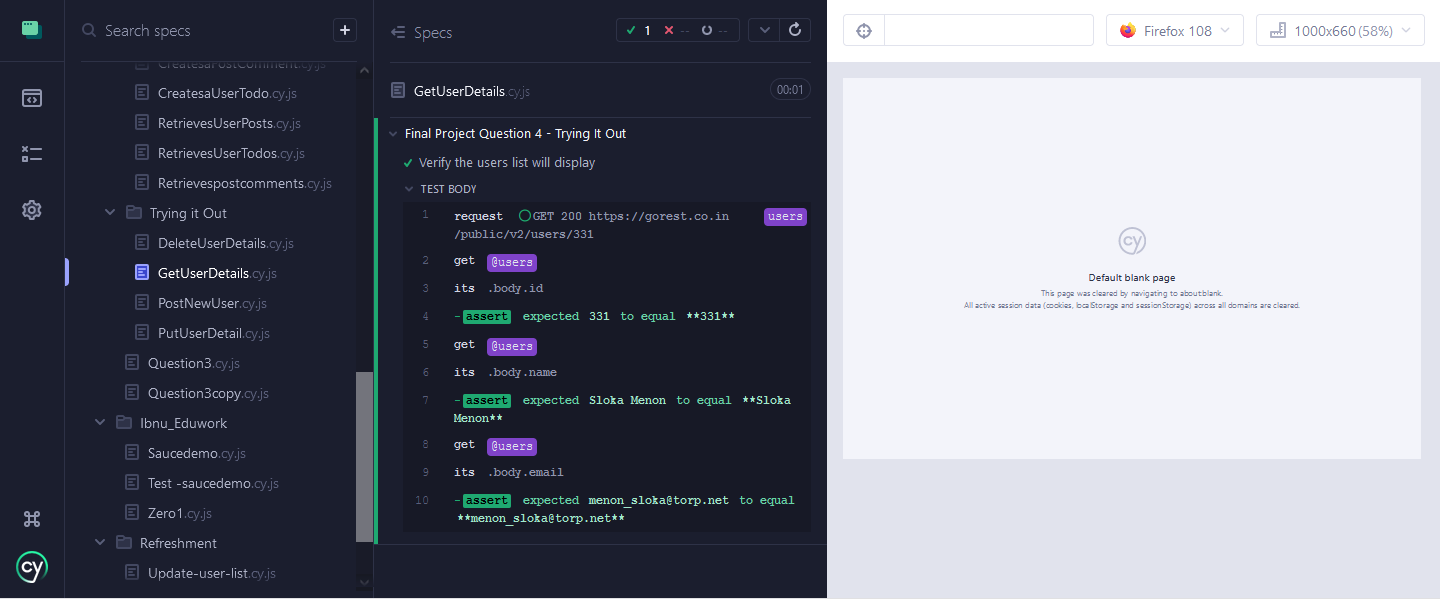 Search specs
+
CreatesaPostComment.cy.js
CreatesaUserTodo.cy.js
RetrievesUserPosts.cy.js
RetrievesUserTodos.cy.js
Retrievespostcomments.cy.js
Trying it Out
DeleteUserDetails.cy.js
GetUserDetails.cy.js
PostNewUser.cy.js
PutUserDetail.cy.js
Question3.cy.js
Question3copy.cy.js
Ibnu_Eduwork
Saucedemo.cy.js
Test -saucedemo.cy.js
Zero1.cy.js
Refreshment
Update-user-list.cy.js
cy
Specs
1 -- --
GetUserDetails.cy.js 00:01
Final Project Question 4 - Trying It Out
Verify the users list will display
TEST BODY
1 request GET 200 https://gorest.co.in users
/public/v2/users/331
2 get @users
3 its .body.id
4 -assert expected 331 to equal **331**
5 get @users
6 its .body.name
7 -assert expected Sloka Menon to equal **Sloka
Menon**
8 get @users
9 its .body.email
10 -assert expected menon_sloka@torp.net to equal
**menon_sloka@torp.net**
Firefox 108
1000x660 (58%)
cy
Default blank page
This page was cleared by navigating to about:blank.
All active session data (cookies, localStorage and sessionStorage) across all domains are cleared.